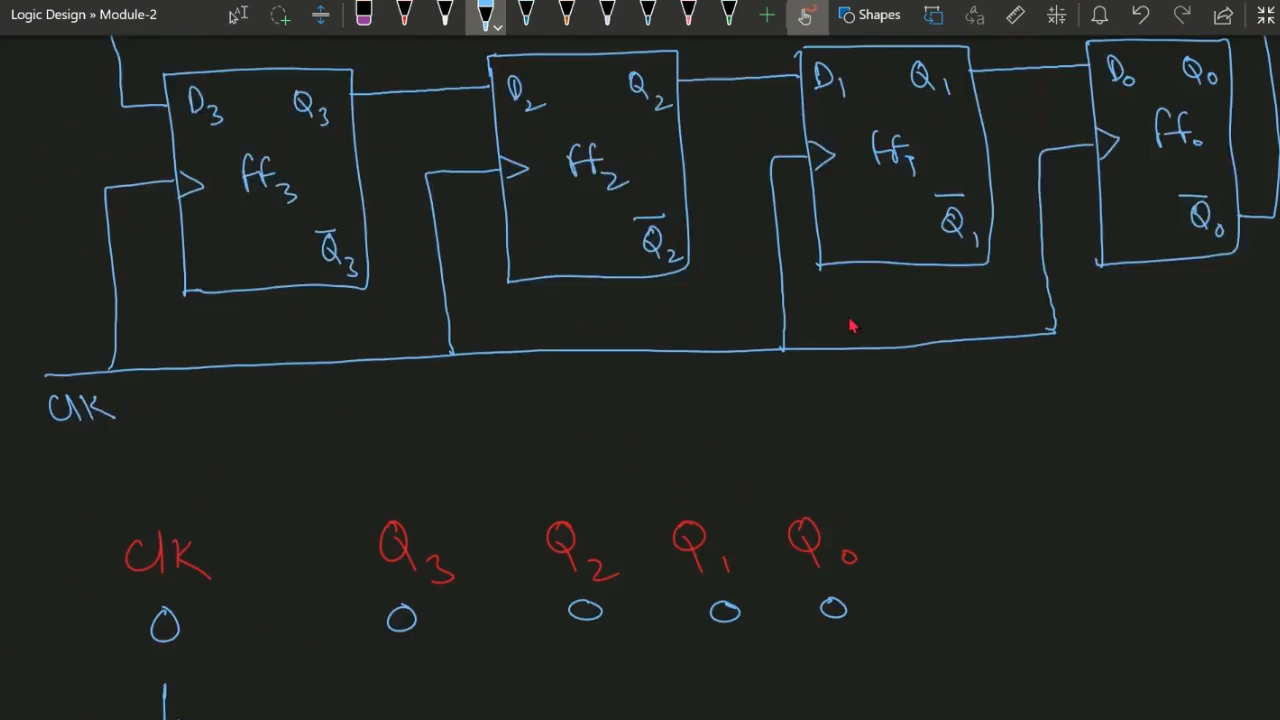 Logic Design » Module-2
Shapes
D3 Q3 D2 Q2 D1 Q1 D0 Q0
ff3 ff2 ff1 ff0
Q̅3 Q̅2 Q̅1 Q̅0
Clk
Clk Q3 Q2 Q1 Q0
0 0 0 0 0
1